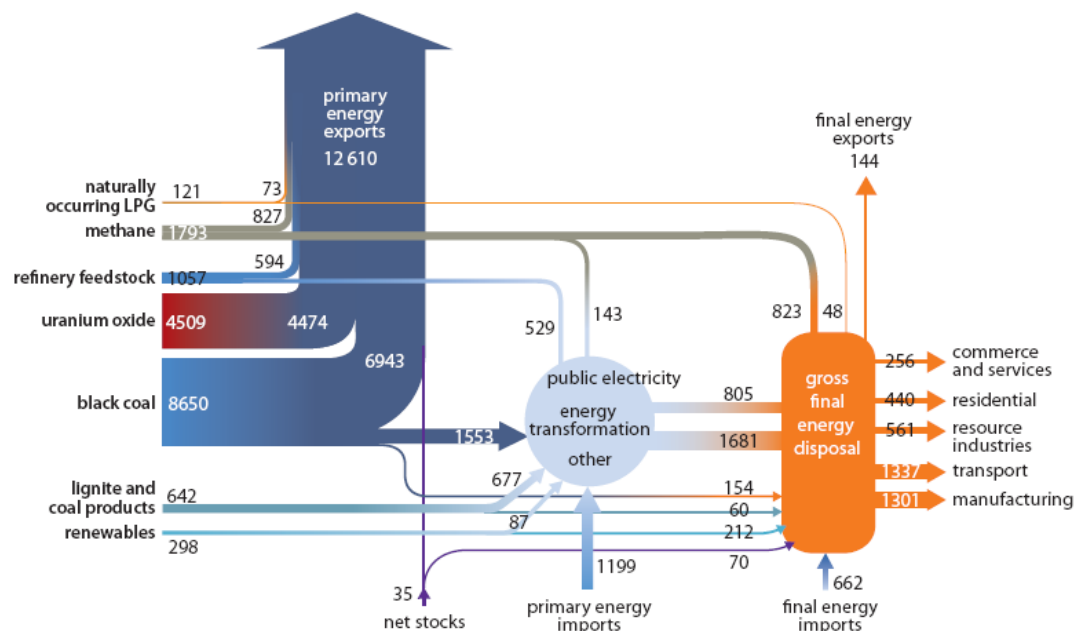 primary
energy
exports
12 610
final energy
exports
144
naturally
occurring LPG
121
73
methane
1793
827
refinery feedstock
1057
594
uranium oxide
4509
4474
black coal
8650
6943
1553
529
143
823
48
public electricity
energy
transformation
other
805
1681
gross
final
energy
disposal
256
commerce
and services
440
residential
561
resource
industries
1337
transport
1301
manufacturing
lignite and
coal products
642
677
154
60
renewables
298
87
212
70
35
net stocks
1199
primary energy
imports
662
final energy
imports